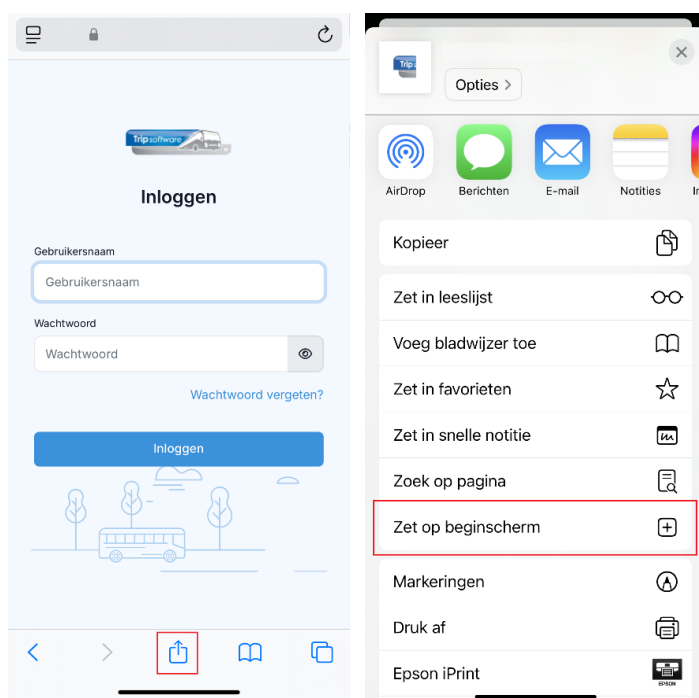 Trip software
Inloggen
Gebruikersnaam
Gebruikersnaam
Wachtwoord
Wachtwoord
Wachtwoord vergeten?
Inloggen
Trip
Opties >
AirDrop
Berichten
E-mail
Notities
In
Kopieer
Zet in leeslijst
Voeg bladwijzer toe
Zet in favorieten
Zet in snelle notitie
Zoek op pagina
Zet op beginscherm
Markeringen
Druk af
Epson iPrint
EPSON